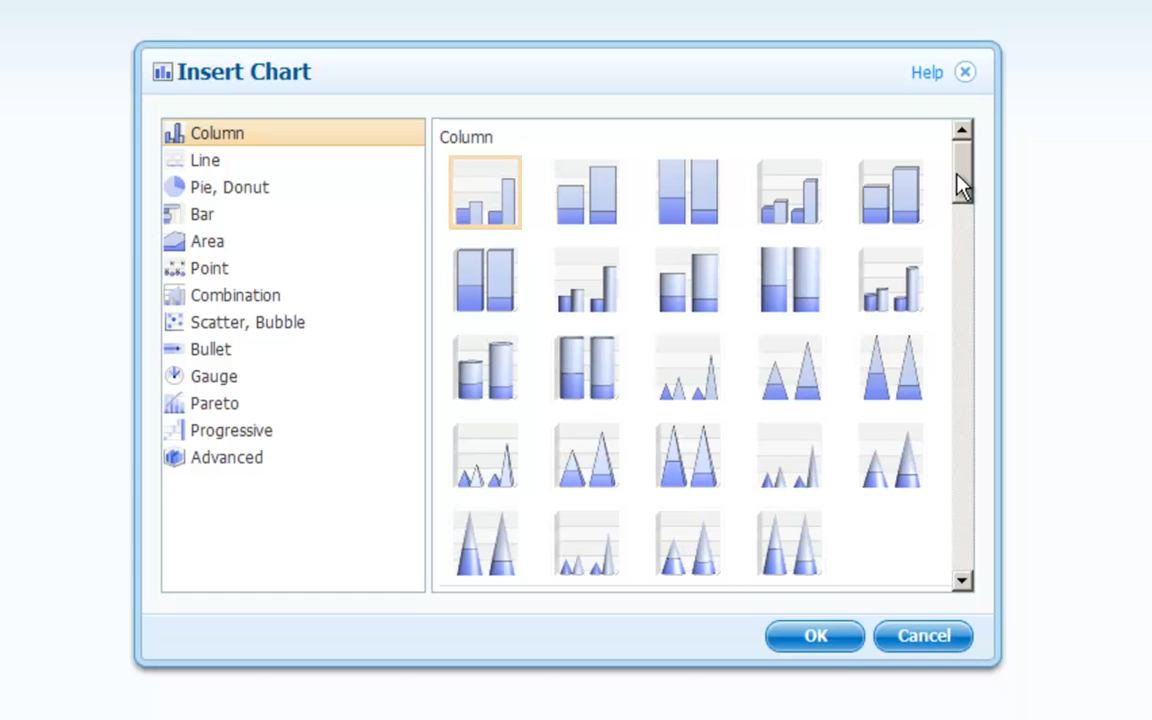 Insert Chart
Help
Column
Line
Pie, Donut
Bar
Area
Point
Combination
Scatter, Bubble
Bullet
Gauge
Pareto
Progressive
Advanced
Column
OK
Cancel